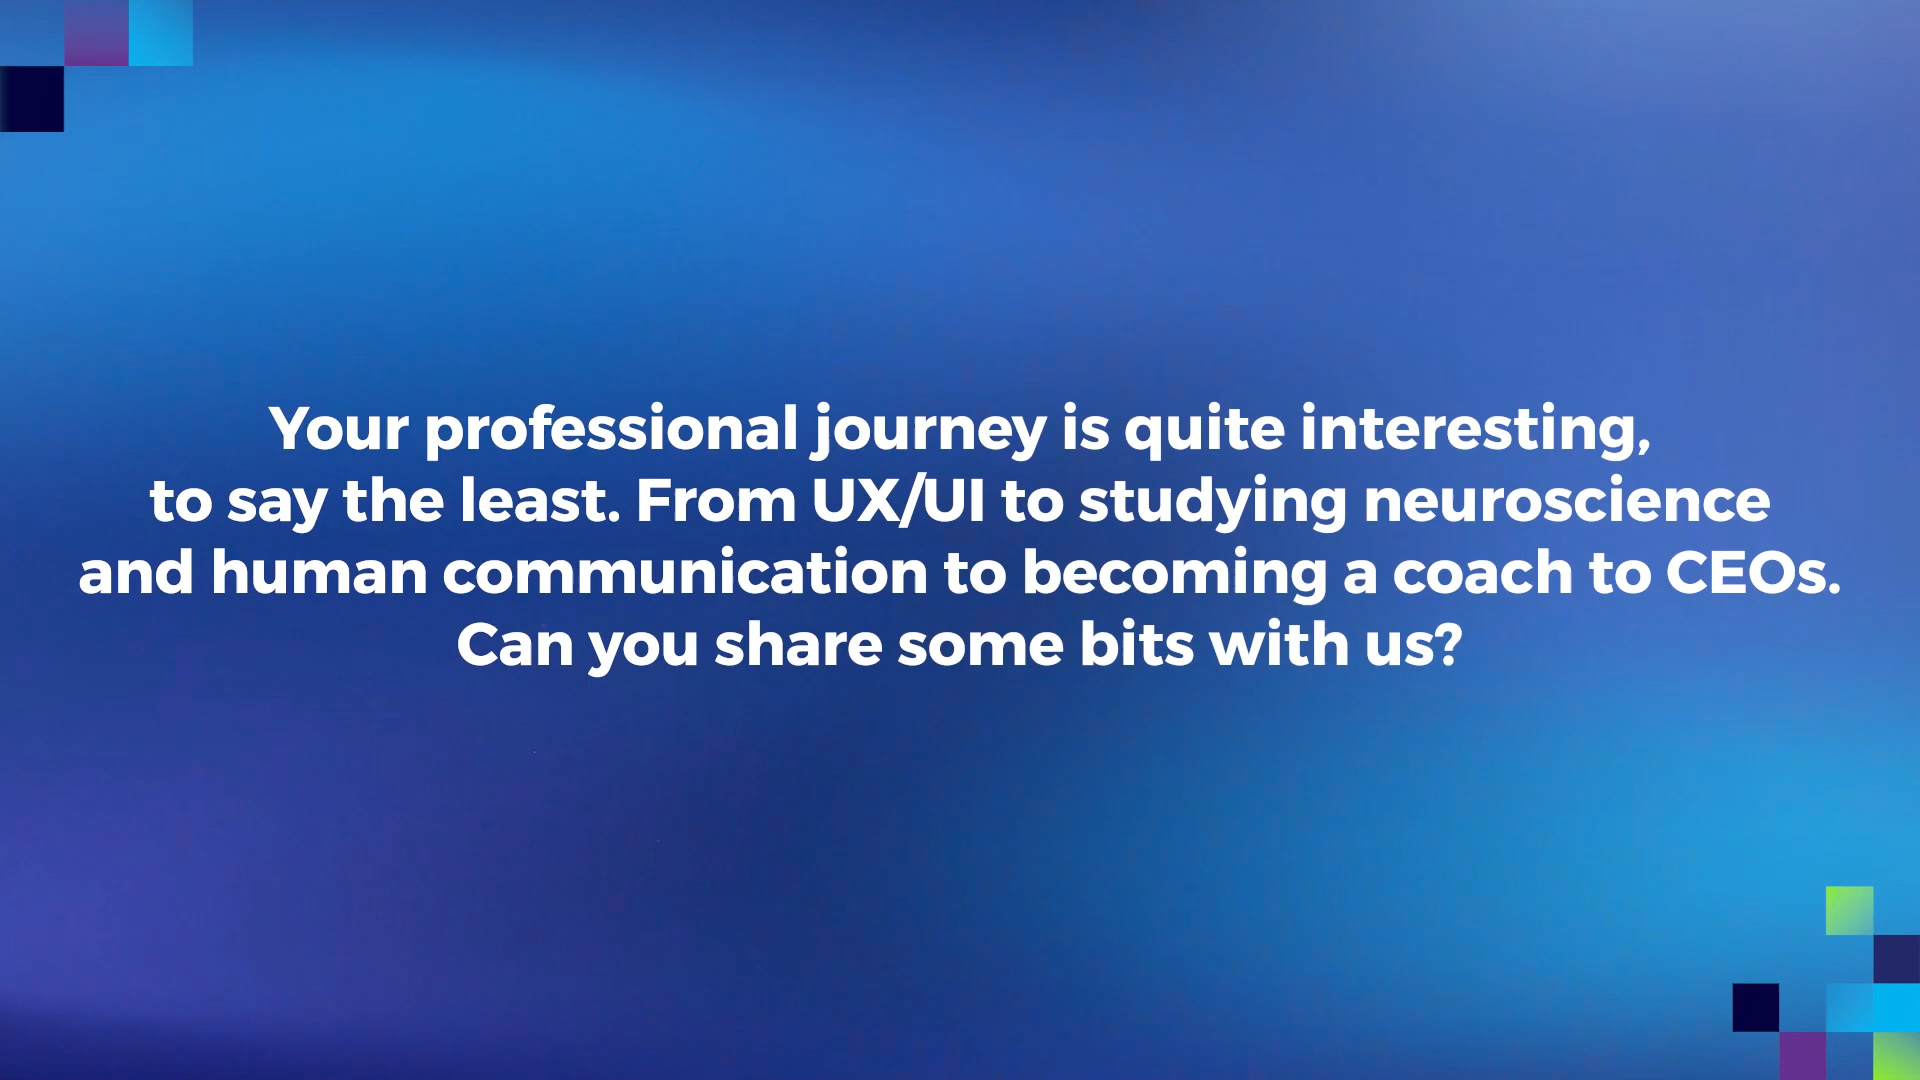 Your professional journey is quite interesting,
to say the least. From UX/UI to studying neuroscience
and human communication to becoming a coach to CEOs.
Can you share some bits with us?